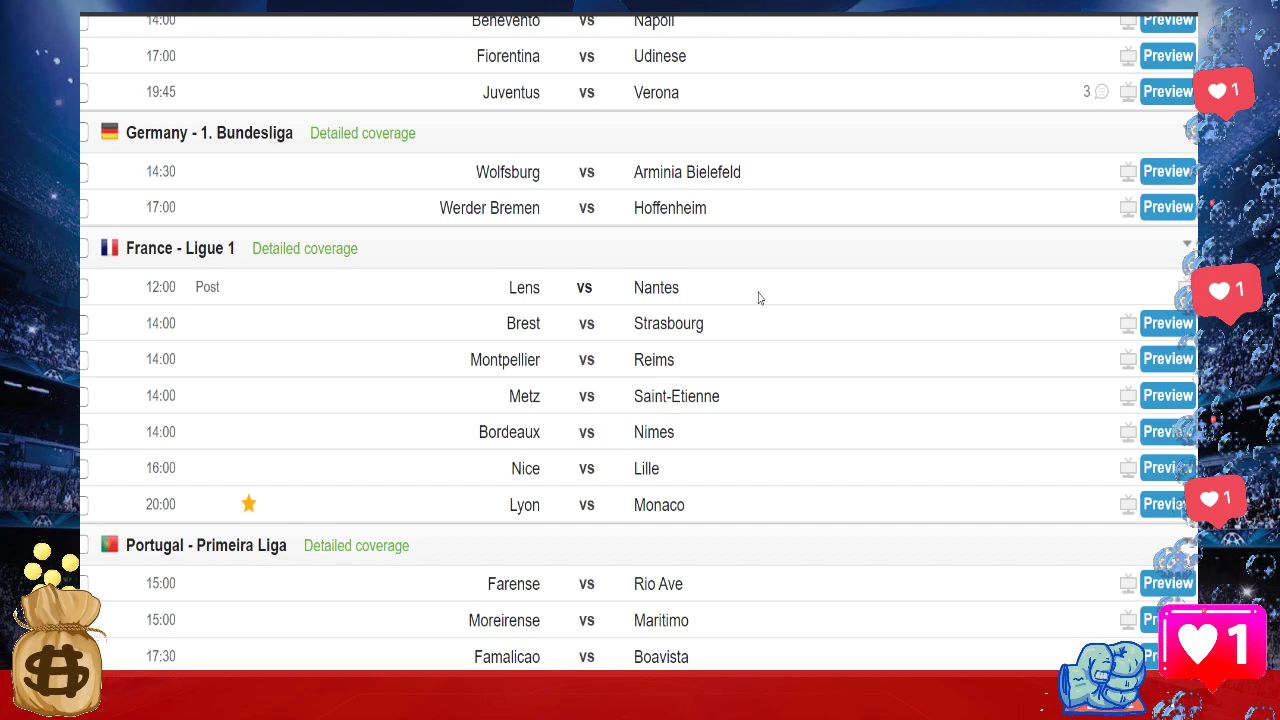 14:00 Benevento vs Napoli Preview
17:00 Fiorentina vs Udinese Preview
19:45 Juventus vs Verona 3 Preview
1
Germany - 1. Bundesliga Detailed coverage
14:30 Wolfsburg vs Arminia Bielefeld Preview
17:00 Werder Bremen vs Hoffenheim Preview
France - Ligue 1 Detailed coverage
12:00 Post Lens vs Nantes
1
14:00 Brest vs Strasbourg Preview
14:00 Montpellier vs Reims Preview
14:00 Metz vs Saint-Etienne Preview
14:00 Bordeaux vs Nimes Preview
16:00 Nice vs Lille Preview
20:00 Lyon vs Monaco Preview
1
Portugal - Primeira Liga Detailed coverage
15:00 Farense vs Rio Ave Preview
15:00 Moreirense vs Maritimo
17:30 Famalicao vs Boavista
1